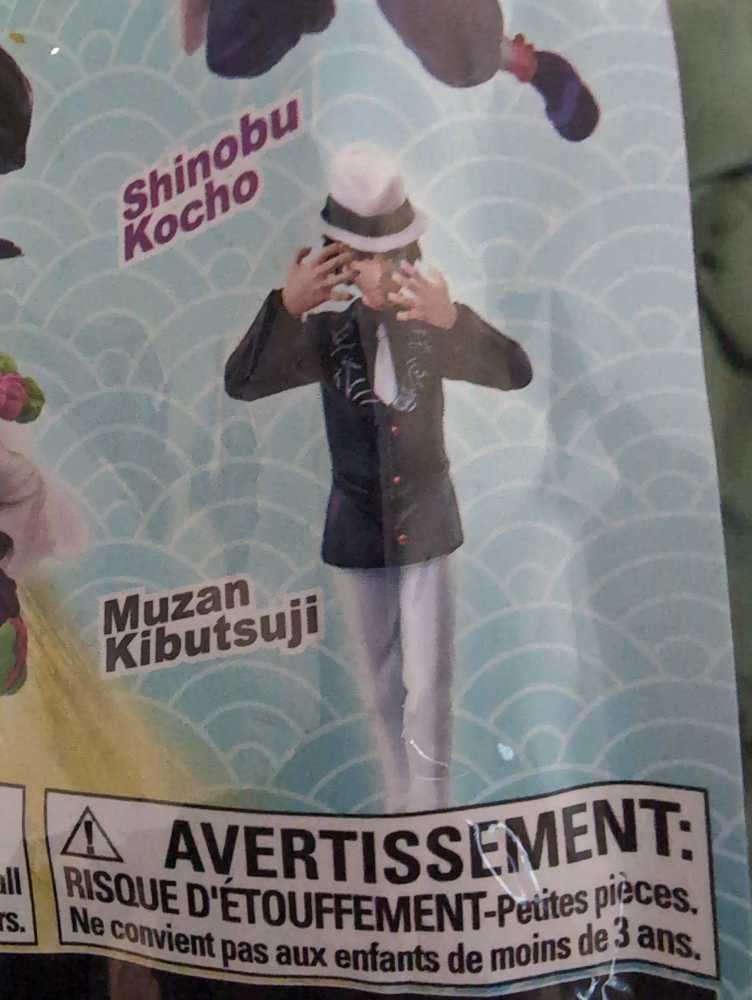 Shinobu
Kocho
Muzan
Kibutsuji
AVERTISSEMENT:
RISQUE D'ÉTOUFFEMENT-Petites pièces.
Ne convient pas aux enfants de moins de 3 ans.